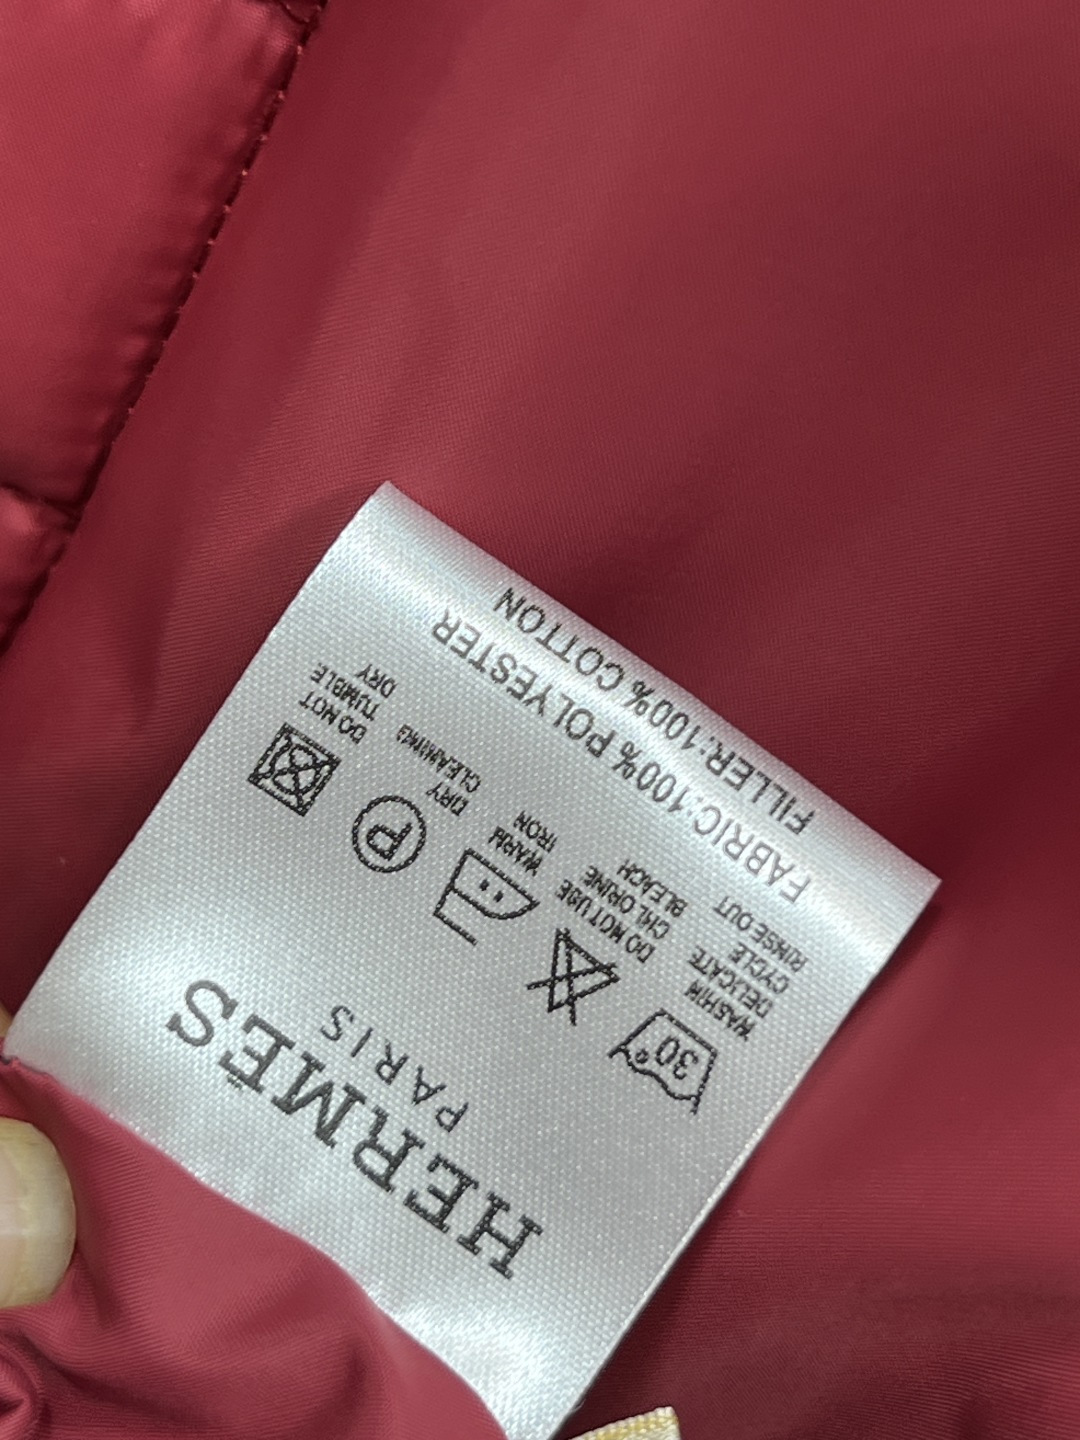 HERMÈS
PARIS
30°
WASHIN
DELICATE
CYCLE
RINSE OUT
DO NOT USE
CHLORINE
BLEACH
WARM
IRON
P
DRY
CLEANING
DO NOT
TUMBLE
DRY
FABRIC:100% POLYESTER
FILLER:100% COTTON